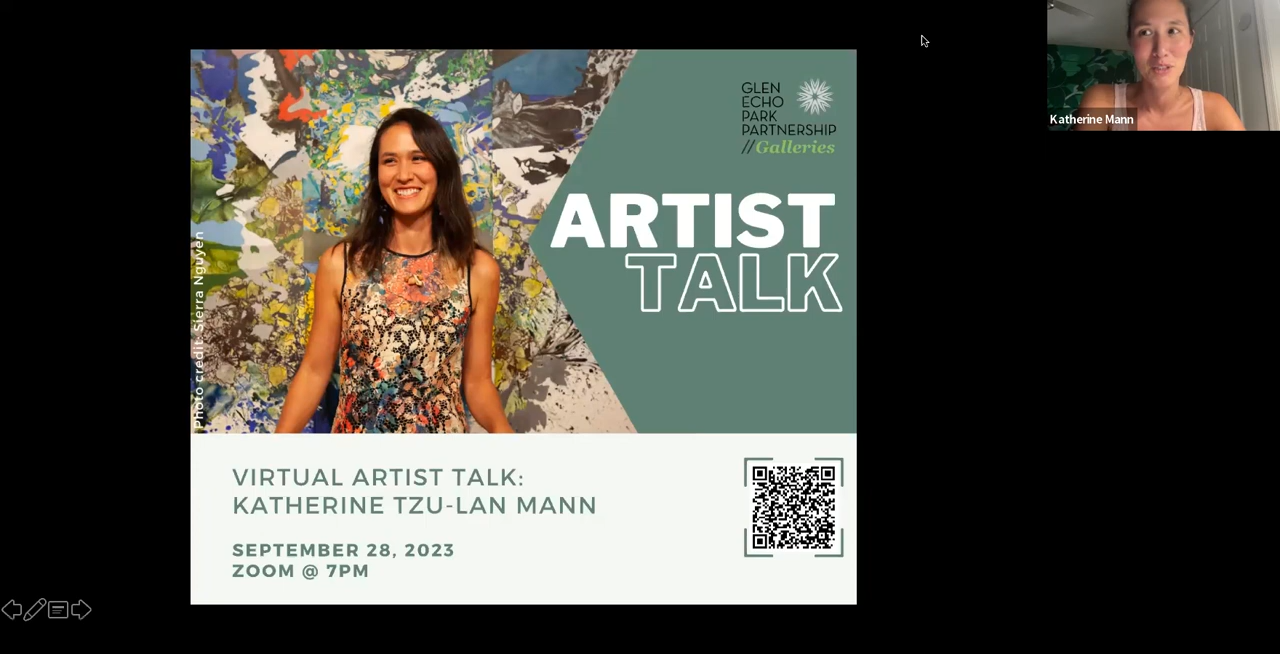 GLEN
ECHO
PARK
PARTNERSHIP
//Galleries
ARTIST
TALK
Photo credit: Sierra Nguyen
VIRTUAL ARTIST TALK:
KATHERINE TZU-LAN MANN
SEPTEMBER 28, 2023
ZOOM @ 7PM
Katherine Mann